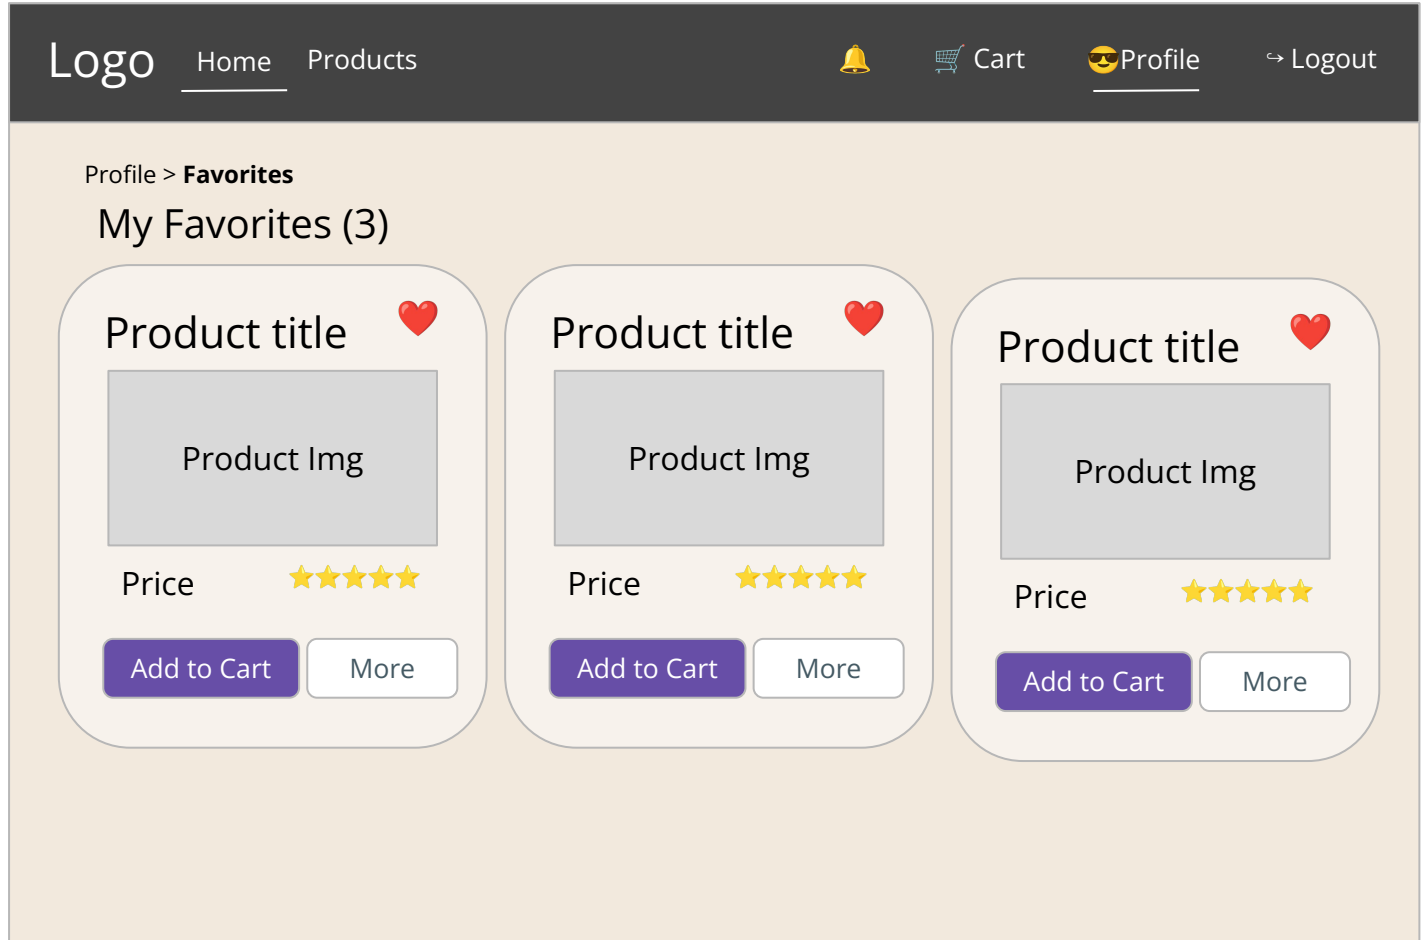 Logo Home Products 🔔 🛒 Cart 😎Profile ↪ Logout
Profile > Favorites
My Favorites (3)
Product title ❤️
Product Img
Price ⭐⭐⭐⭐⭐
Add to Cart More
Product title ❤️
Product Img
Price ⭐⭐⭐⭐⭐
Add to Cart More
Product title ❤️
Product Img
Price ⭐⭐⭐⭐⭐
Add to Cart More